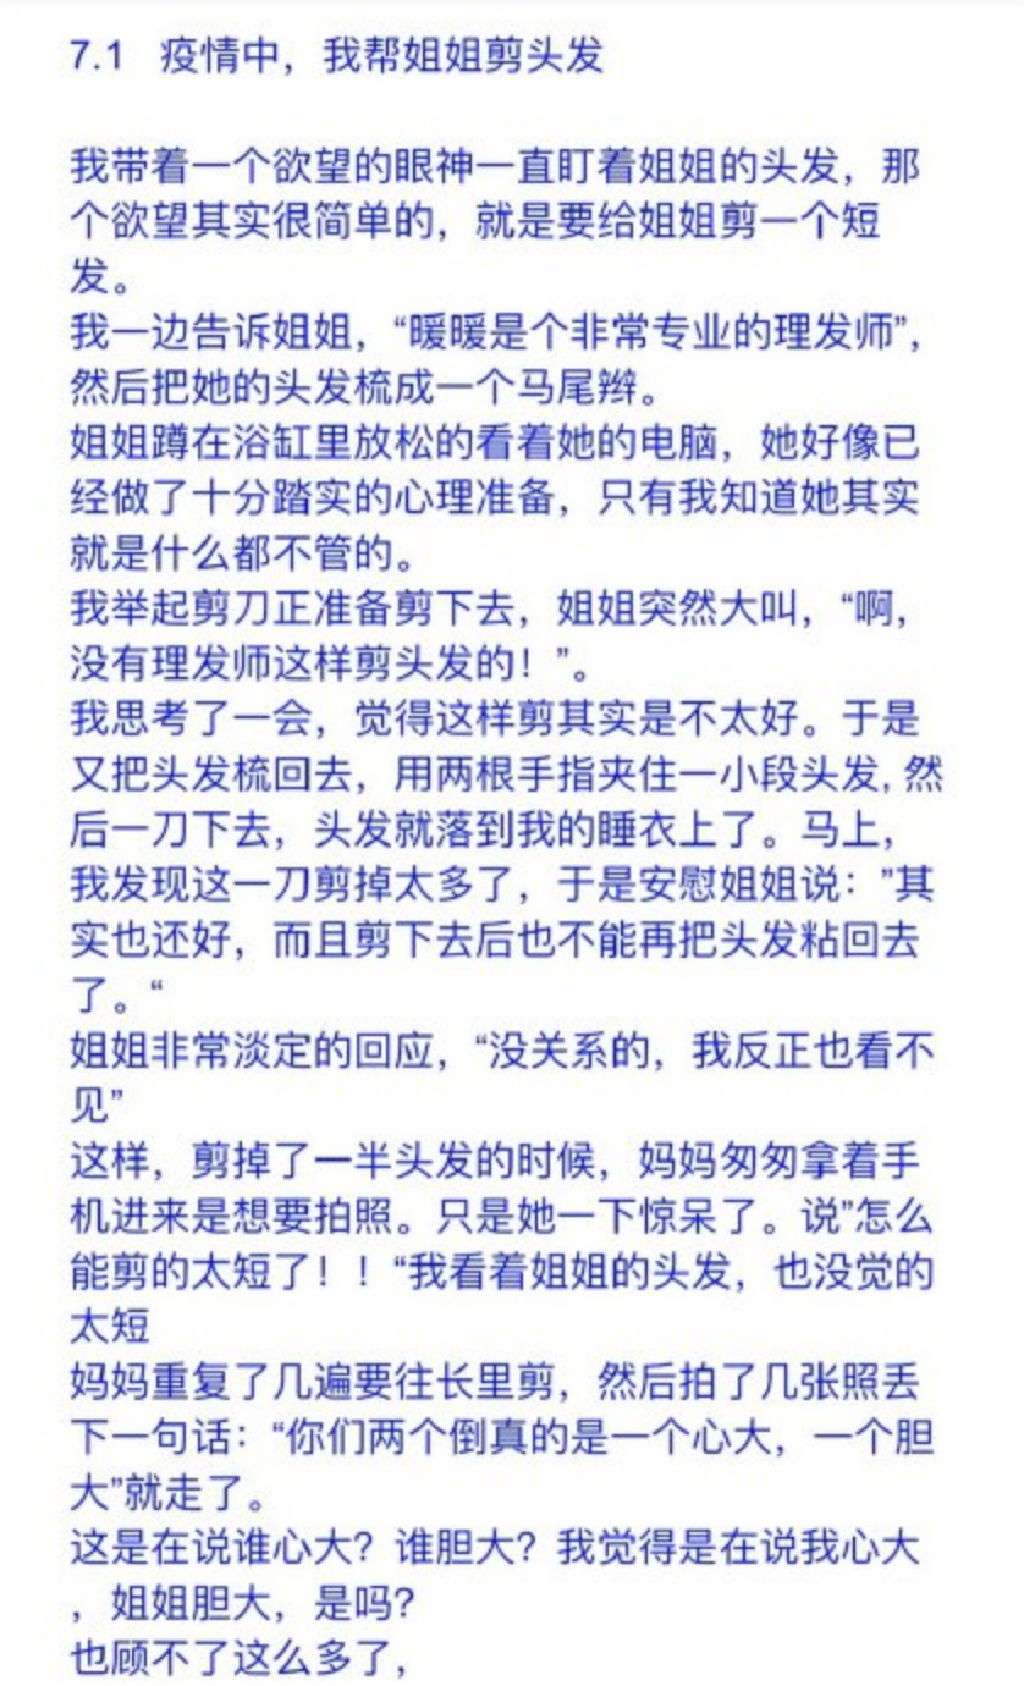 7.1 疫情中，我帮姐姐剪头发
我带着一个欲望的眼神一直盯着姐姐的头发，那
个欲望其实很简单的，就是要给姐姐剪一个短
发。
我一边告诉姐姐，“暖暖是个非常专业的理发师”，
然后把她的头发梳成一个马尾辫。
姐姐蹲在浴缸里放松的看着她的电脑，她好像已
经做了十分踏实的心理准备，只有我知道她其实
就是什么都不管的。
我举起剪刀正准备剪下去，姐姐突然大叫，“啊，
没有理发师这样剪头发的！”。
我思考了一会，觉得这样剪其实是不太好。于是
又把头发梳回去，用两根手指夹住一小段头发, 然
后一刀下去，头发就落到我的睡衣上了。马上，
我发现这一刀剪掉太多了，于是安慰姐姐说：”其
实也还好，而且剪下去后也不能再把头发粘回去
了。“
姐姐非常淡定的回应，“没关系的，我反正也看不
见”
这样，剪掉了一半头发的时候，妈妈匆匆拿着手
机进来是想要拍照。只是她一下惊呆了。说”怎么
能剪的太短了！！“我看着姐姐的头发，也没觉的
太短
妈妈重复了几遍要往长里剪，然后拍了几张照丢
下一句话：“你们两个倒真的是一个心大，一个胆
大”就走了。
这是在说谁心大？谁胆大？我觉得是在说我心大
，姐姐胆大，是吗？
也顾不了这么多了，